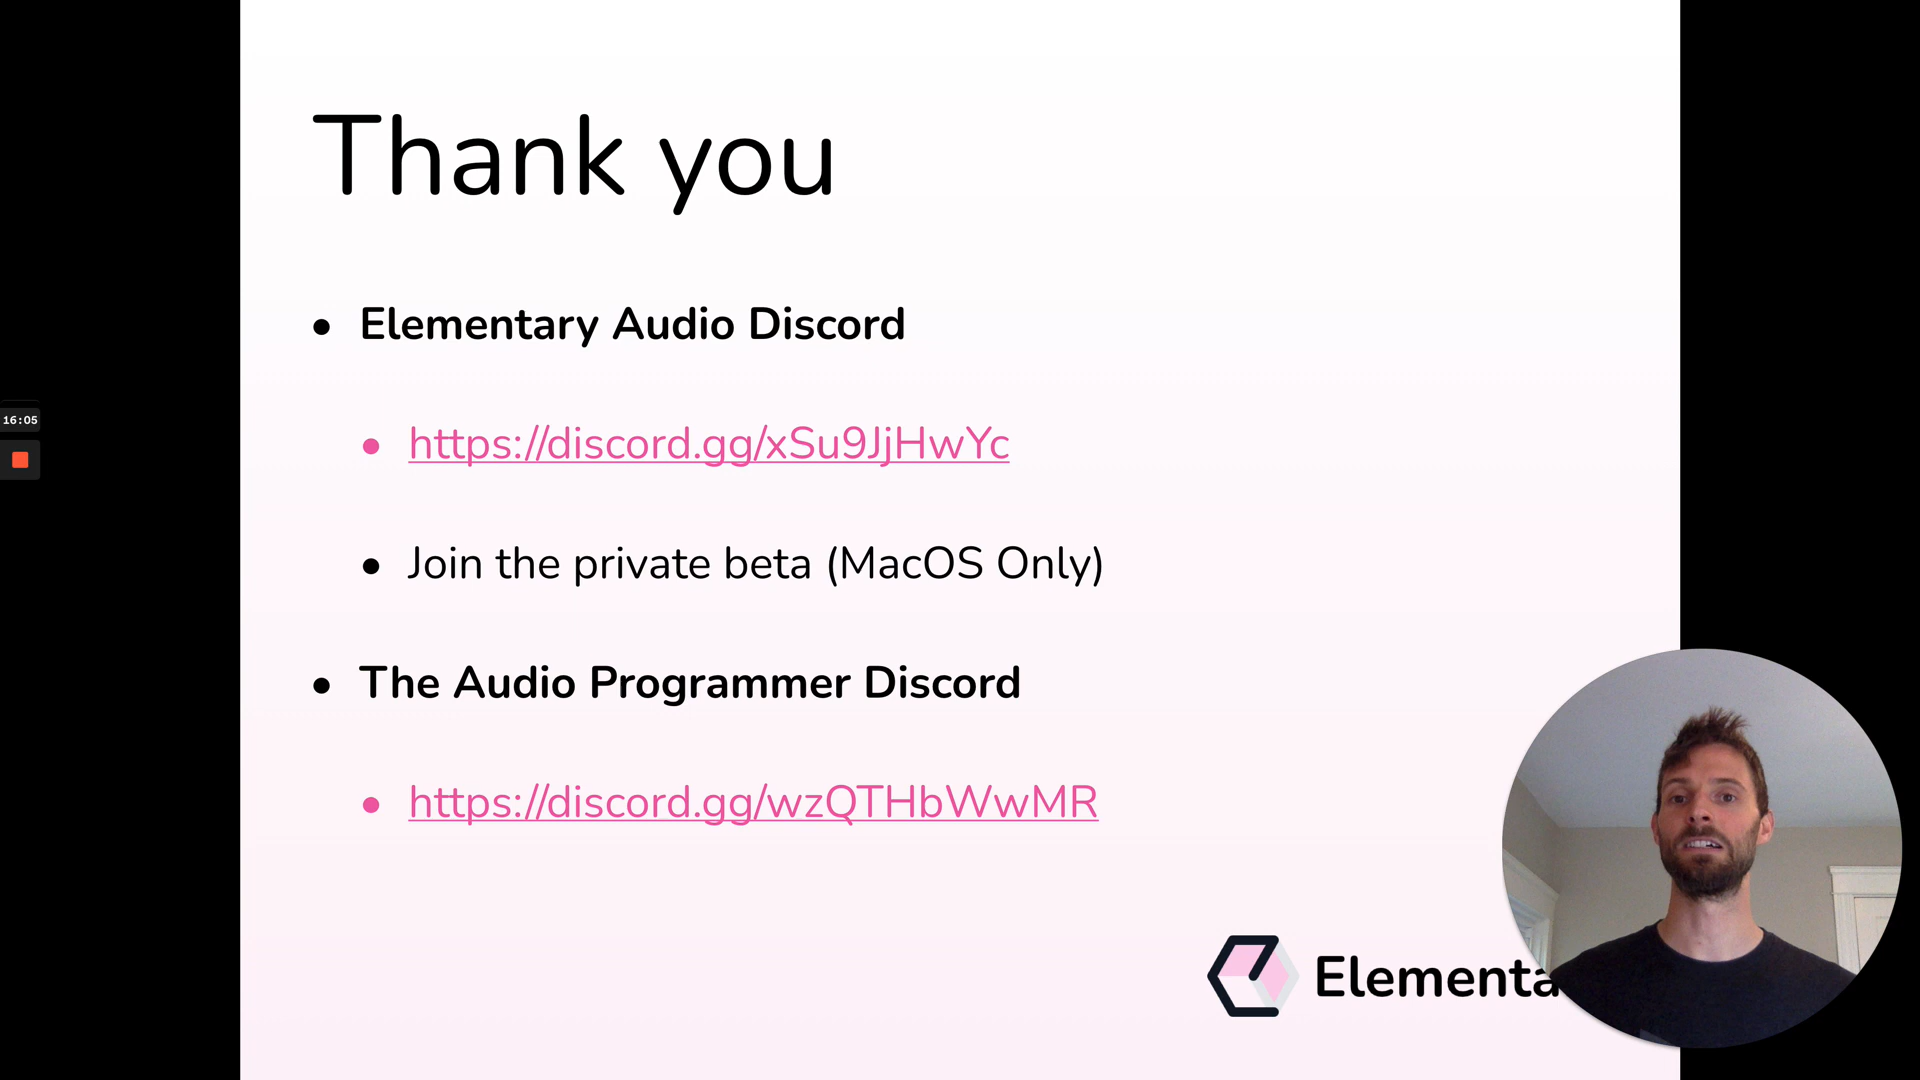 Thank you
• Elementary Audio Discord
• https://discord.gg/xSu9JjHwYc
• Join the private beta (MacOS Only)
• The Audio Programmer Discord
• https://discord.gg/wzQTHbWwMR
16:05
Elementa